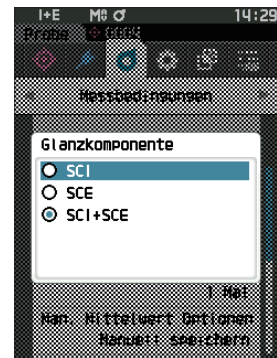 I+E M 14:29
Probe
Messbedingungen
Glanzkomponente
SCI
SCE
SCI+SCE
1 Mal
Man. Mittelwert Optionen
Manuell speichern